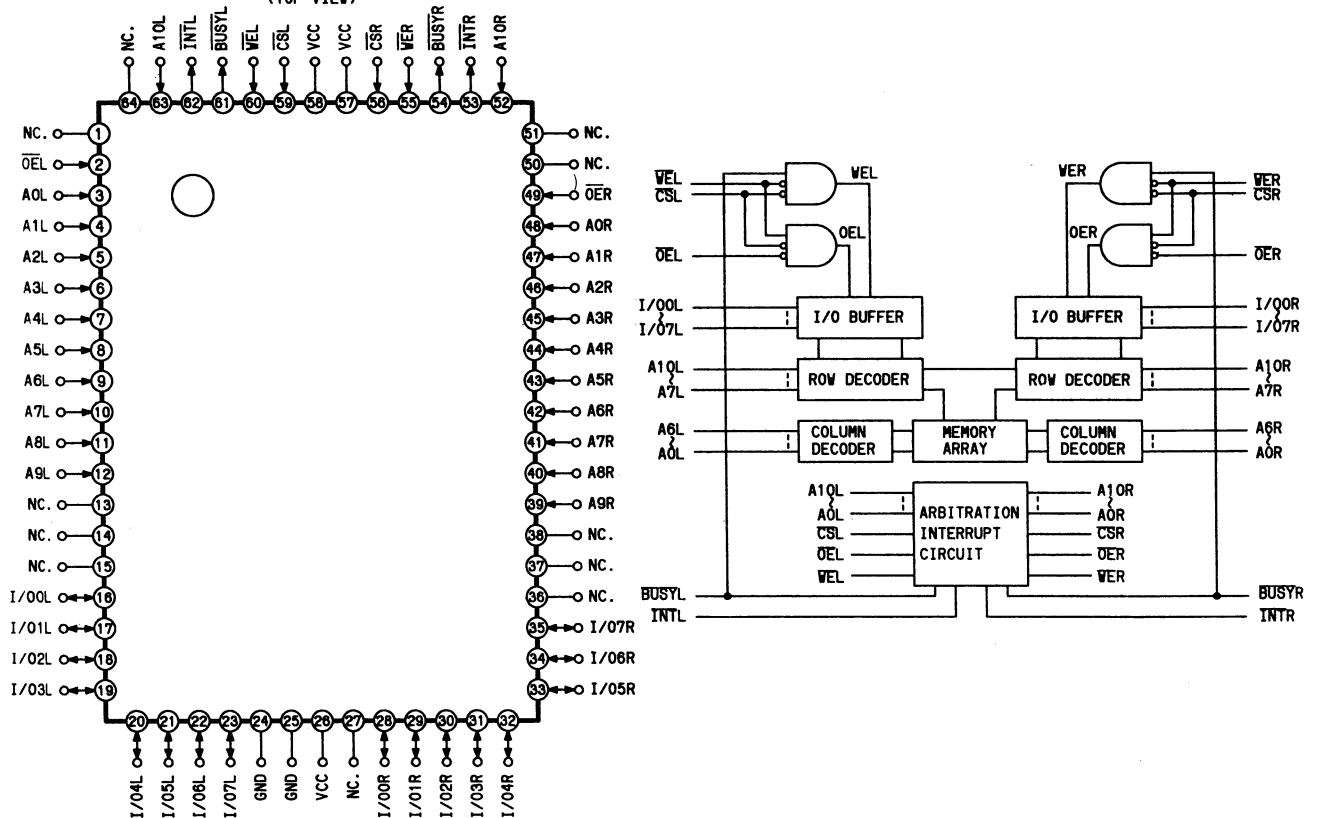 (TOP VIEW)
NC.
A10L
INTL
BUSYL
WEL
CSL
VCC
VCC
CSR
WER
BUSYR
INTR
A10R
64 63 62 61 60 59 58 57 56 55 54 53 52
NC. 1
OEL 2
A0L 3
A1L 4
A2L 5
A3L 6
A4L 7
A5L 8
A6L 9
A7L 10
A8L 11
A9L 12
NC. 13
NC. 14
NC. 15
I/O0L 16
I/O1L 17
I/O2L 18
I/O3L 19
51 NC.
50 NC.
49 OER
48 A0R
47 A1R
46 A2R
45 A3R
44 A4R
43 A5R
42 A6R
41 A7R
40 A8R
39 A9R
38 NC.
37 NC.
36 NC.
35 I/O7R
34 I/O6R
33 I/O5R
20 21 22 23 24 25 26 27 28 29 30 31 32
I/O4L
I/O5L
I/O6L
I/O7L
GND
GND
VCC
NC.
I/O0R
I/O1R
I/O2R
I/O3R
I/O4R
WEL
CSL
WEL
WER
WER
CSR
OEL
OEL
OER
OER
I/O0L
I/O7L
I/O BUFFER
I/O BUFFER
I/O0R
I/O7R
A10L
A7L
ROW DECODER
ROW DECODER
A10R
A7R
A6L
A0L
COLUMN
DECODER
MEMORY
ARRAY
COLUMN
DECODER
A6R
A0R
A10L
A0L
CSL
OEL
WEL
ARBITRATION
INTERRUPT
CIRCUIT
A10R
A0R
CSR
OER
WER
BUSYL
INTL
BUSYR
INTR